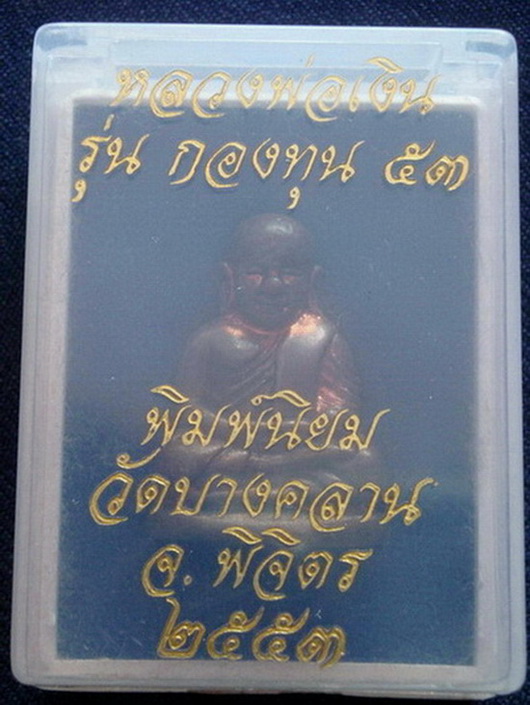 หลวงพ่อเงิน
รุ่น กองทุน ๕๓
พิมพ์นิยม
วัดบางคลาน
จ. พิจิตร
๒๕๕๓